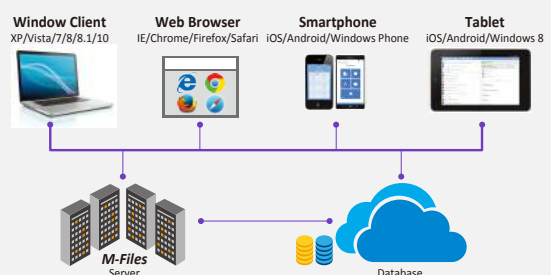 Window Client
XP/Vista/7/8/8.1/10
Web Browser
IE/Chrome/Firefox/Safari
Smartphone
iOS/Android/Windows Phone
Tablet
iOS/Android/Windows 8
M-Files
Server
Database